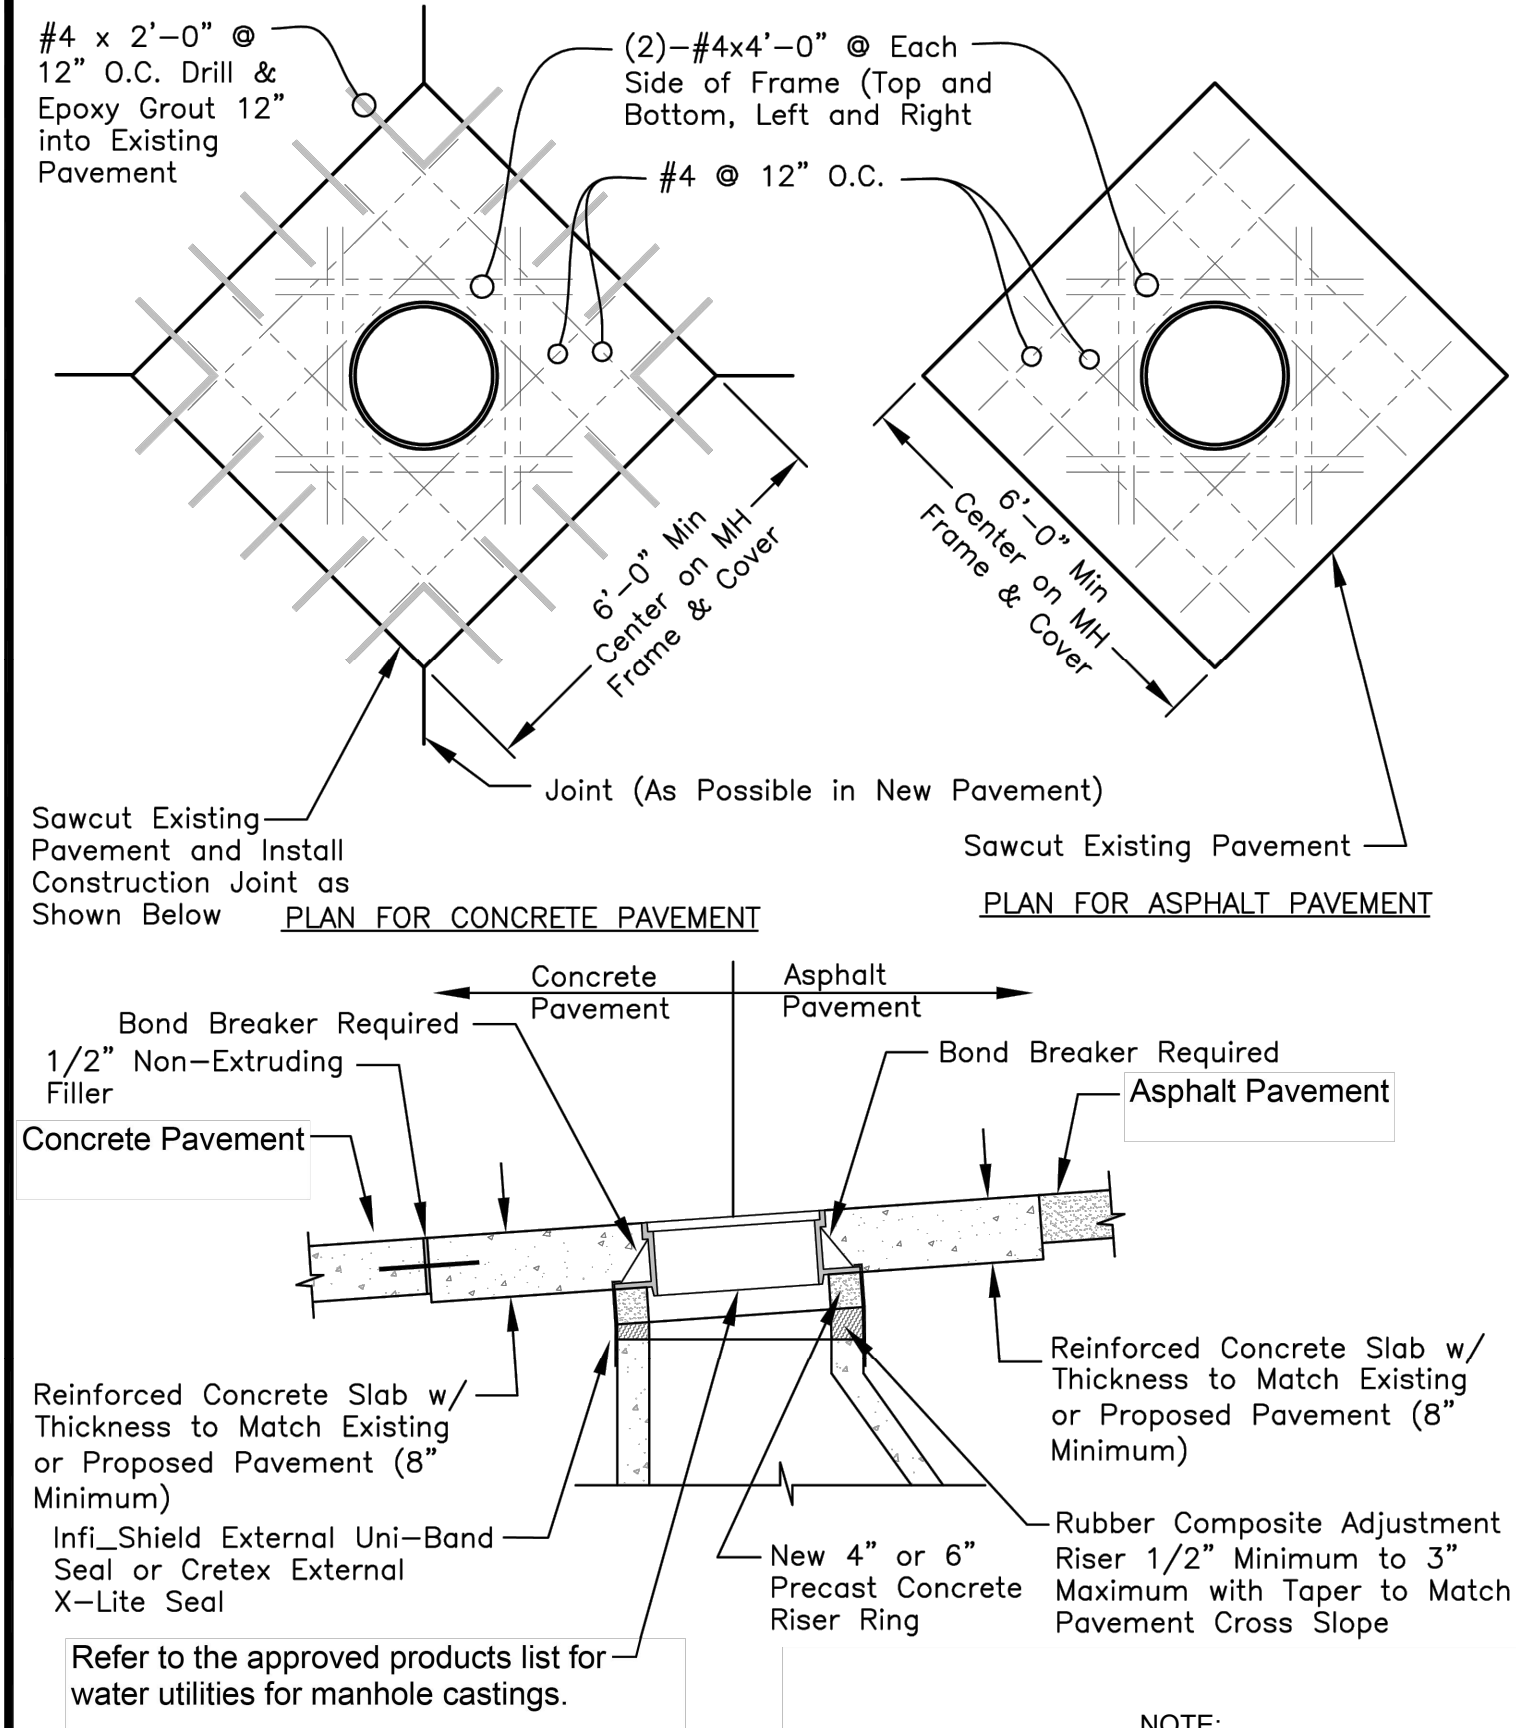 #4 x 2'-0" @
12" O.C. Drill &
Epoxy Grout 12"
into Existing
Pavement
(2)-#4x4'-0" @ Each
Side of Frame (Top and
Bottom, Left and Right
#4 @ 12" O.C.
6'-0" Min
Center on MH
Frame & Cover
6'-0" Min
Center on MH
Frame & Cover
Joint (As Possible in New Pavement)
Sawcut Existing
Pavement and Install
Construction Joint as
Shown Below
PLAN FOR CONCRETE PAVEMENT
Sawcut Existing Pavement
PLAN FOR ASPHALT PAVEMENT
Concrete
Pavement
Asphalt
Pavement
Bond Breaker Required
1/2" Non-Extruding
Filler
Concrete Pavement
Bond Breaker Required
Asphalt Pavement
Reinforced Concrete Slab w/
Thickness to Match Existing
or Proposed Pavement (8"
Minimum)
Reinforced Concrete Slab w/
Thickness to Match Existing
or Proposed Pavement (8"
Minimum)
Infi_Shield External Uni-Band
Seal or Cretex External
X-Lite Seal
New 4" or 6"
Precast Concrete
Riser Ring
Rubber Composite Adjustment
Riser 1/2" Minimum to 3"
Maximum with Taper to Match
Pavement Cross Slope
Refer to the approved products list for
water utilities for manhole castings.
NOTE: